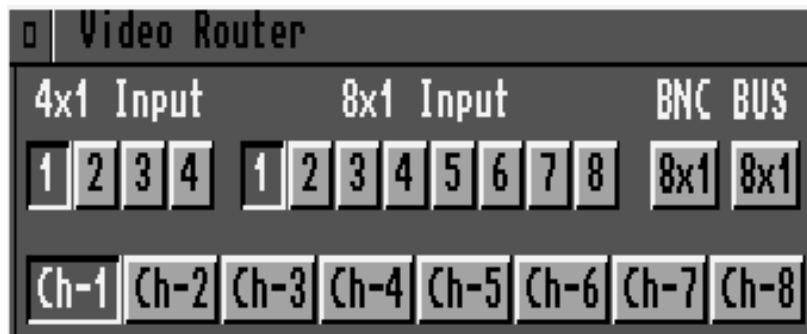 Video Router
4x1 Input 8x1 Input BNC BUS
1 2 3 4 1 2 3 4 5 6 7 8 8x1 8x1
Ch-1 Ch-2 Ch-3 Ch-4 Ch-5 Ch-6 Ch-7 Ch-8